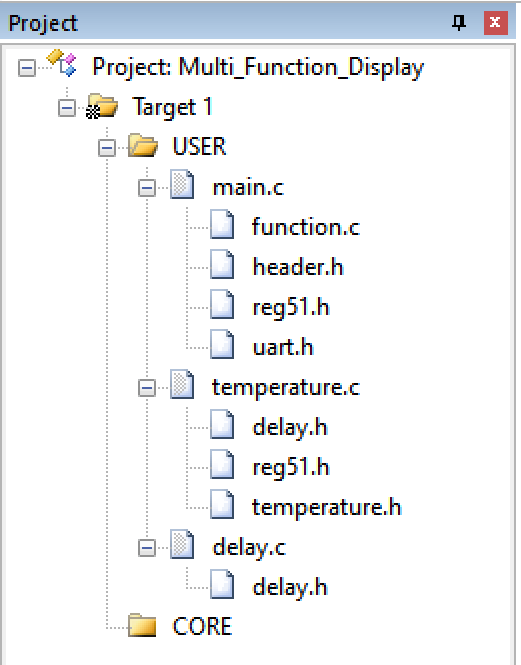 Project
Project: Multi_Function_Display
Target 1
USER
main.c
function.c
header.h
reg51.h
uart.h
temperature.c
delay.h
reg51.h
temperature.h
delay.c
delay.h
CORE